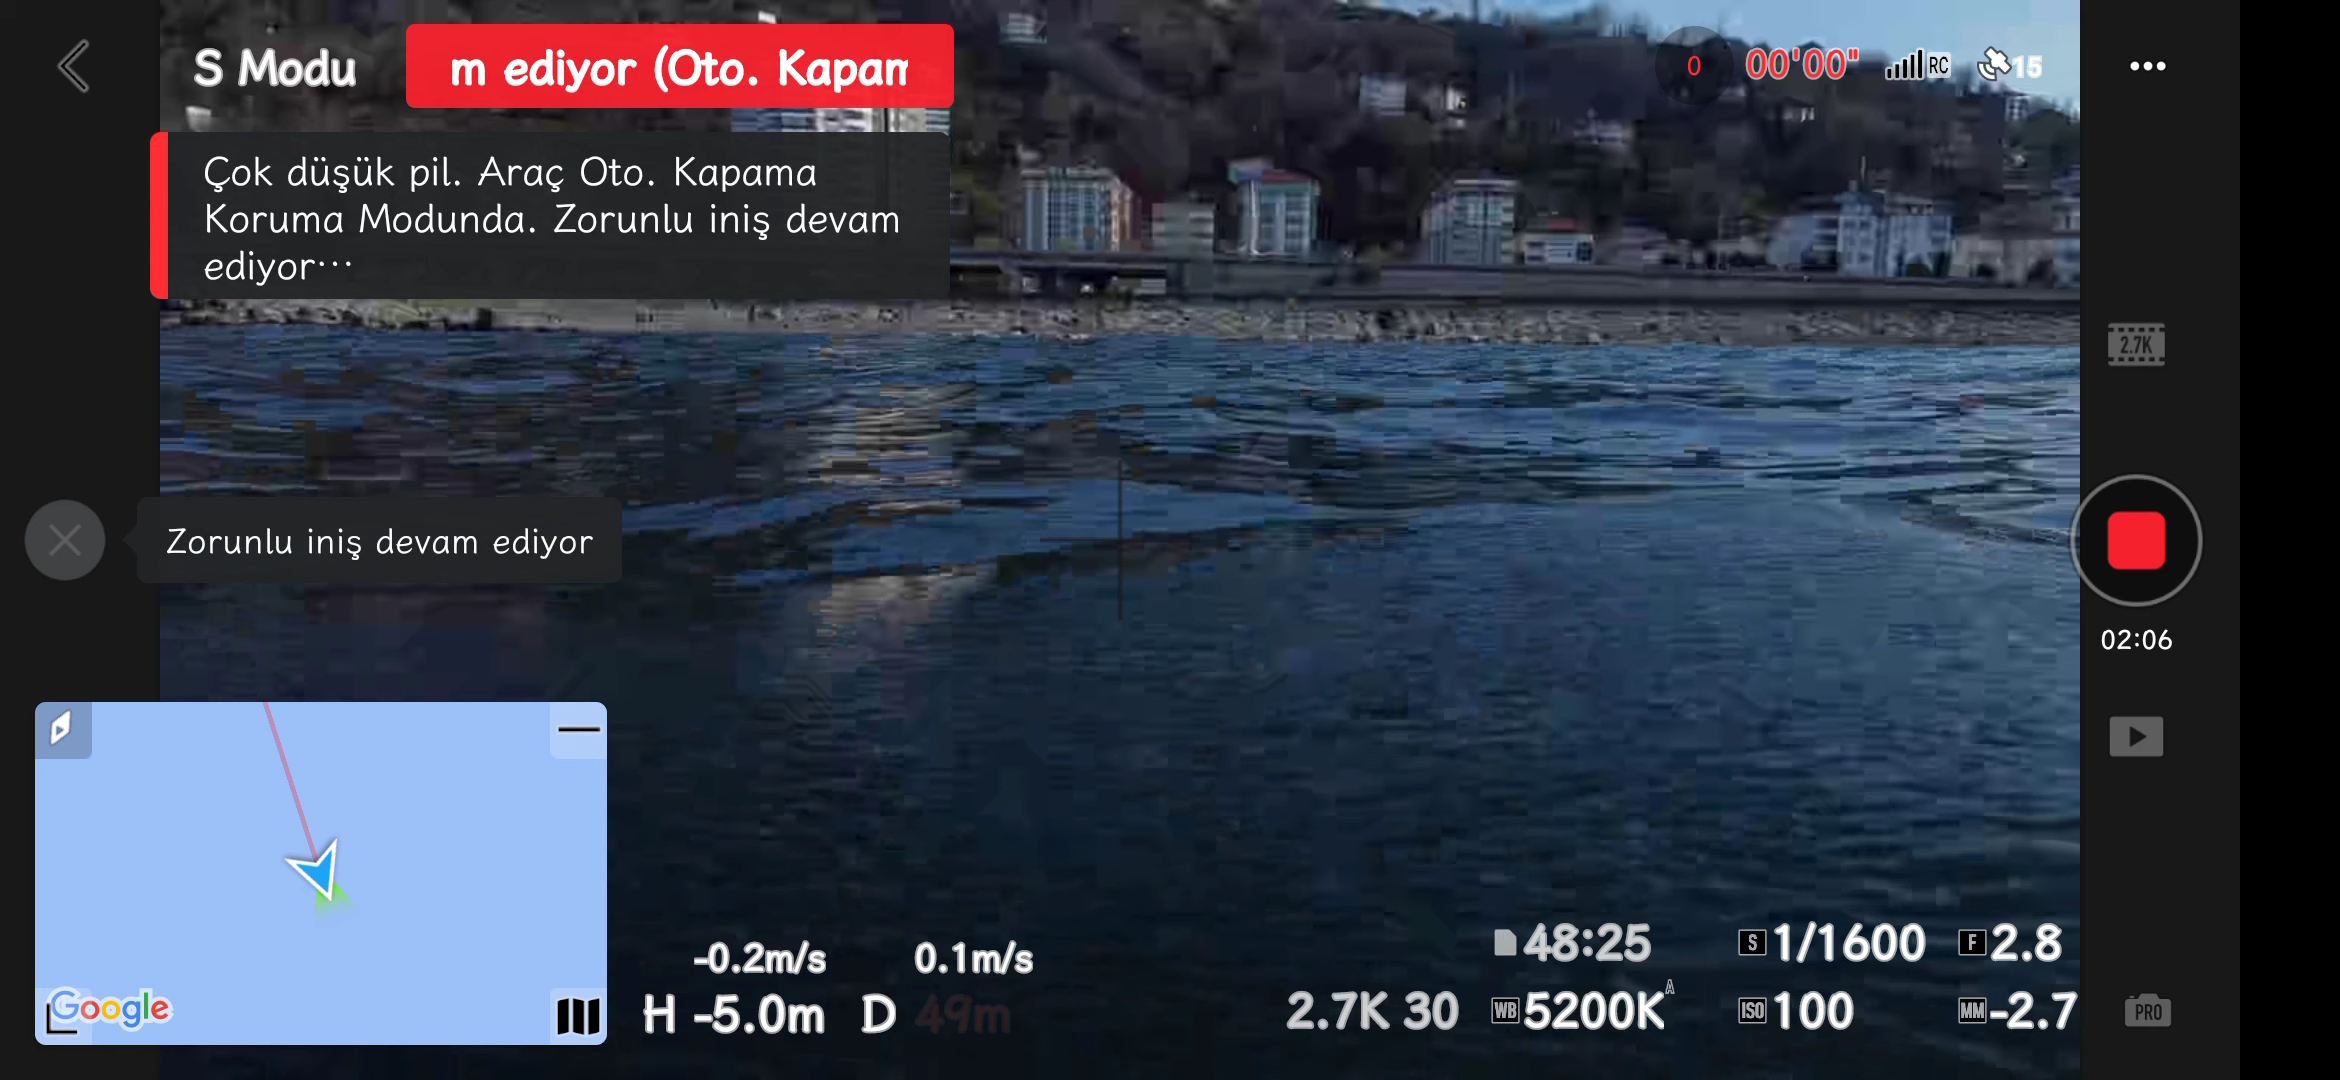 S Modu
m ediyor (Oto. Kapam
0
00'00"
RC
15
Çok düşük pil. Araç Oto. Kapama
Koruma Modunda. Zorunlu iniş devam
ediyor...
2.7K
Zorunlu iniş devam ediyor
02:06
-0.2m/s
0.1m/s
48:25
S 1/1600
F 2.8
Google
H -5.0m
D 49m
2.7K 30
WB 5200K A
ISO 100
MM -2.7
PRO